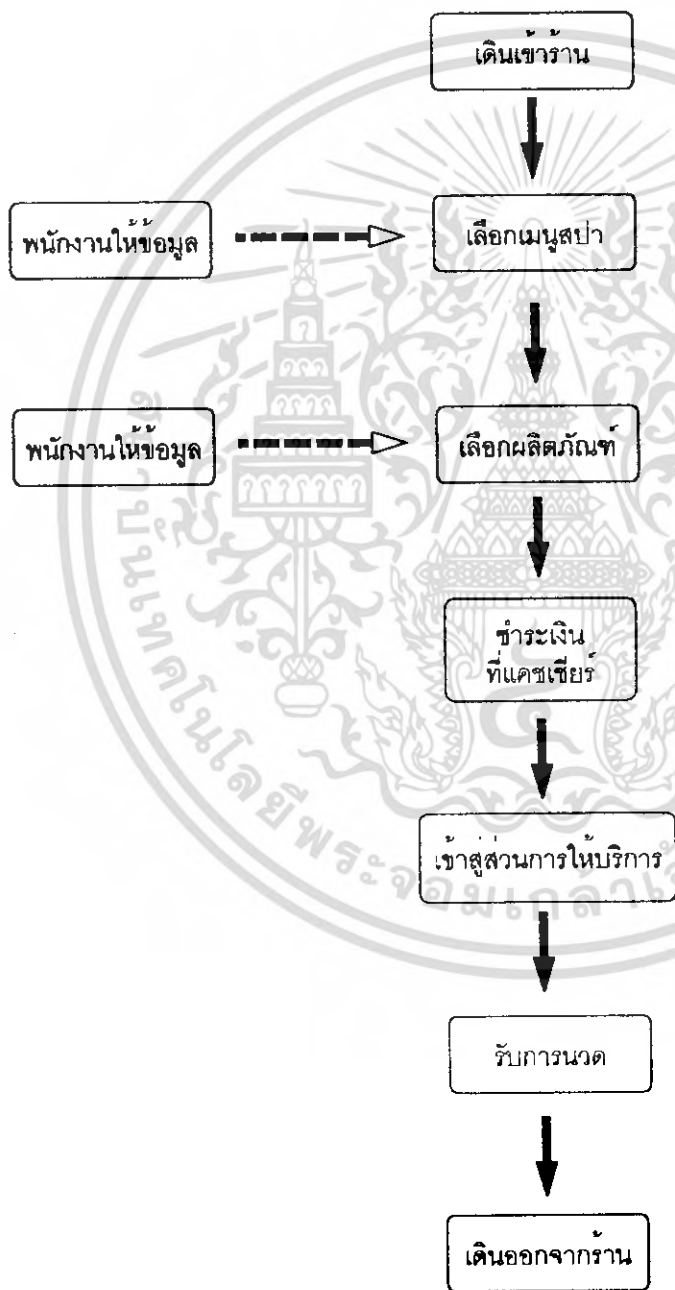 เดินเข้าร้าน
พนักงานให้ข้อมูล
เลือกเมนูสปา
พนักงานให้ข้อมูล
เลือกผลิตภัณฑ์
ชำระเงิน
ที่แคชเชียร์
เข้าสู่ส่วนการให้บริการ
รับการนวด
เดินออกจากร้าน